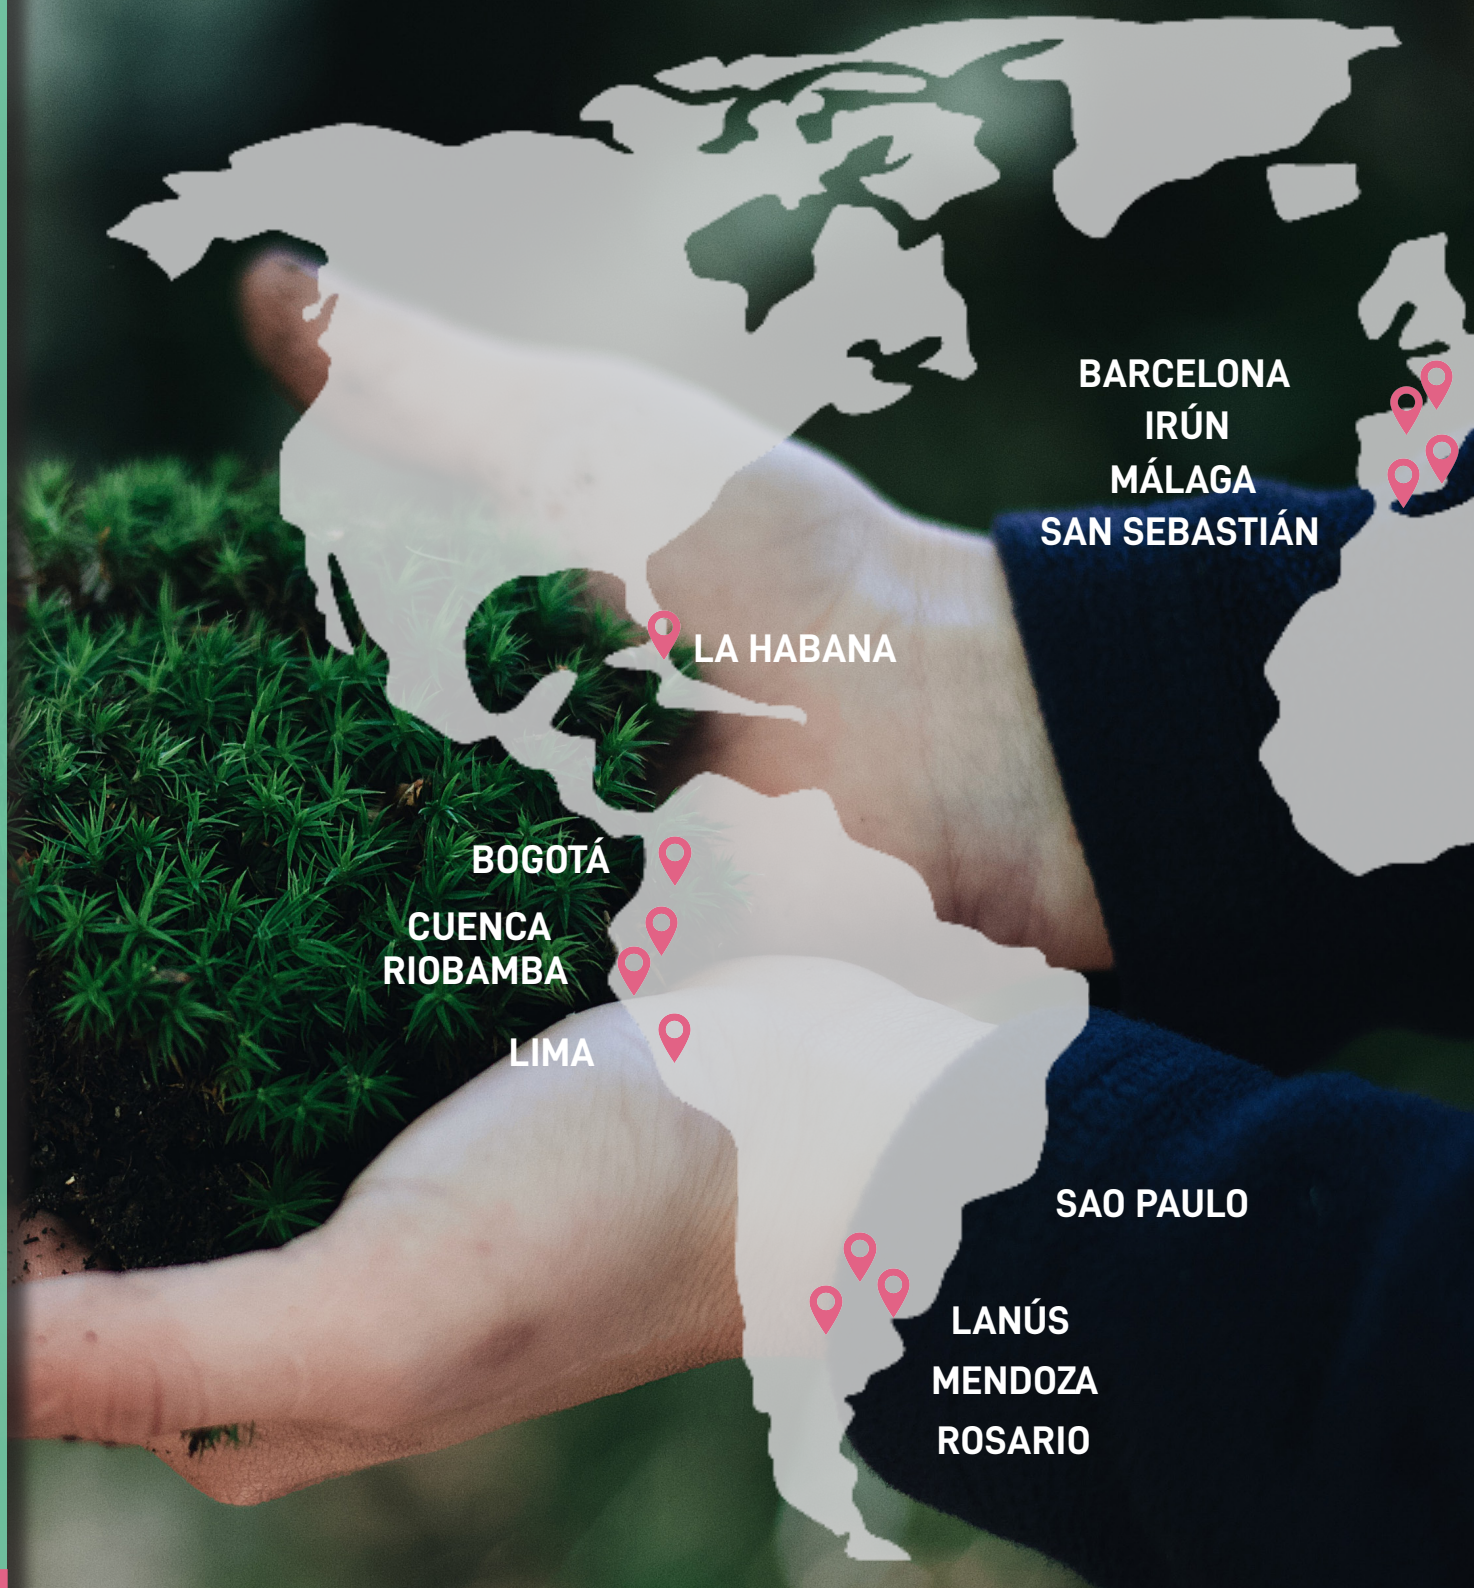 BARCELONA
IRÚN
MÁLAGA
SAN SEBASTIÁN
LA HABANA
BOGOTÁ
CUENCA
RIOBAMBA
LIMA
SAO PAULO
LANÚS
MENDOZA
ROSARIO